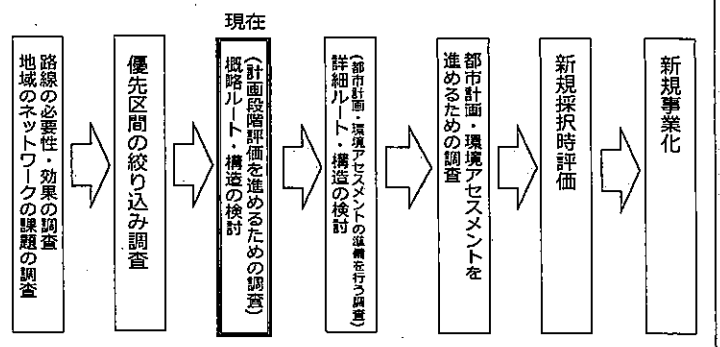 現在
地域のネットワークの課題の調査
路線の必要性・効果の調査
優先区間の絞り込み調査
概略ルート・構造の検討
(計画段階評価を進めるための調査)
詳細ルート・構造の検討
(都市計画・環境アセスメントの準備を行う調査)
都市計画・環境アセスメントを
進めるための調査
新規採択時評価
新規事業化